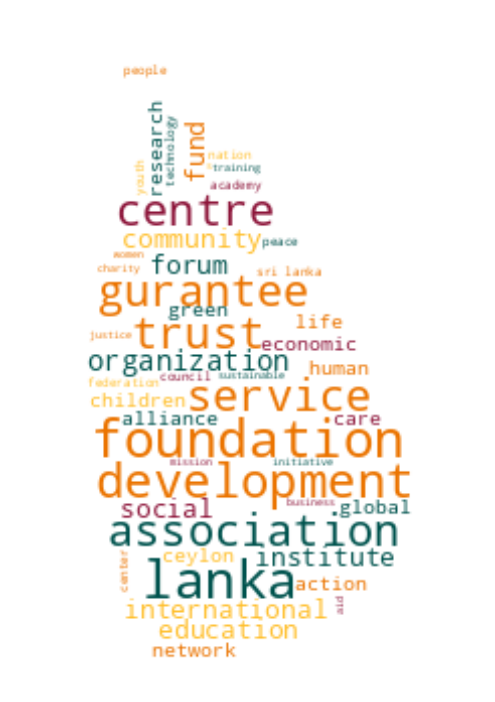 people
research
technology
fund
youth
nation
training
academy
centre
community peace
women
forum
charity sri lanka
gurantee
green
life
justice trust
economic
organization
human
council sustainable
federation
children service
alliance care
foundation
mission initiative
development
business
social global
association
ceylon institute
center
lanka action
international aid
education
network